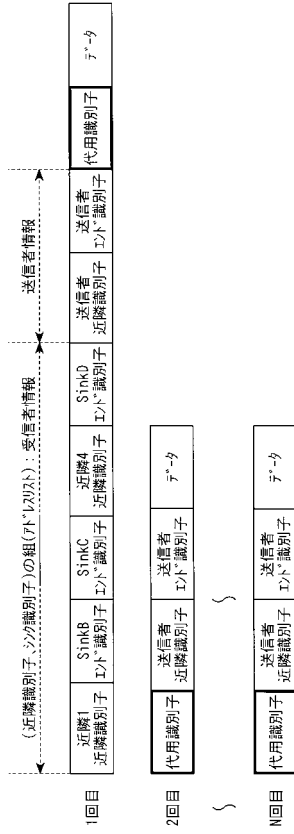 (近隣識別子、シンク識別子)の組(アドレスリスト):受信者情報
送信者情報
1回目
近隣1
近隣識別子
SinkB
エンド識別子
SinkC
エンド識別子
近隣4
近隣識別子
SinkD
エンド識別子
送信者
近隣識別子
送信者
エンド識別子
代用識別子
データ
2回目
代用識別子
送信者
近隣識別子
送信者
エンド識別子
データ
N回目
代用識別子
送信者
近隣識別子
送信者
エンド識別子
データ